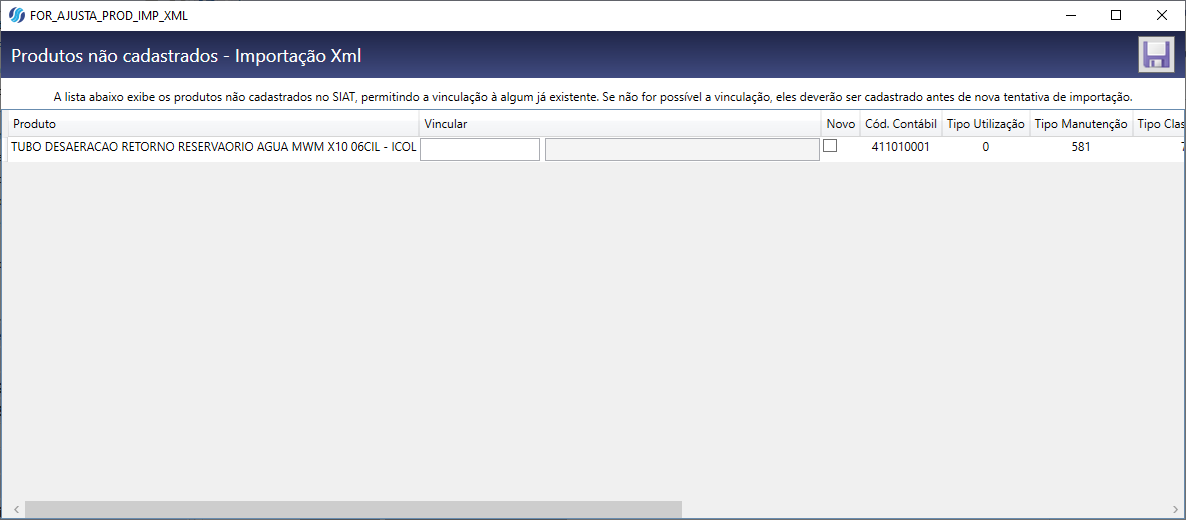 FOR_AJUSTA_PROD_IMP_XML
Produtos não cadastrados - Importação Xml
A lista abaixo exibe os produtos não cadastrados no SIAT, permitindo a vinculação à algum já existente. Se não for possível a vinculação, eles deverão ser cadastrado antes de nova tentativa de importação.
Produto Vincular Novo Cód. Contábil Tipo Utilização Tipo Manutenção Tipo Clas
TUBO DESAERACAO RETORNO RESERVAORIO AGUA MWM X10 06CIL - ICOL 411010001 0 581 7